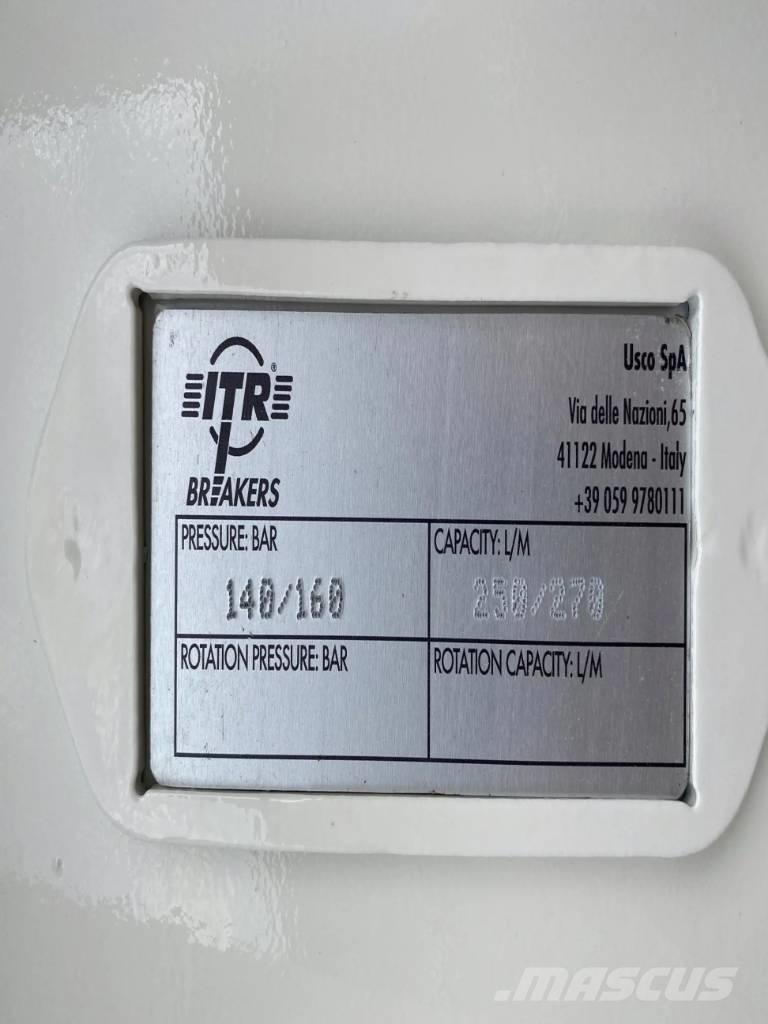 ITR®
BREAKERS
Usco SpA
Via delle Nazioni,65
41122 Modena - Italy
+39 059 9780111
PRESSURE: BAR
140/160
CAPACITY: L/M
250/270
ROTATION PRESSURE: BAR
ROTATION CAPACITY: L/M
MASCUS